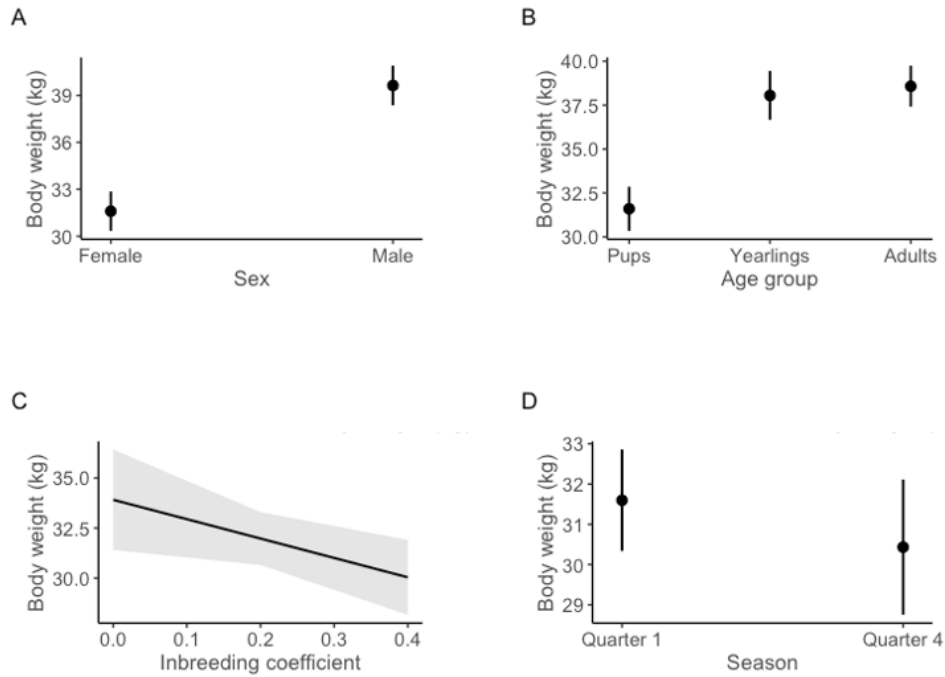 A
Body weight (kg)
39
36
33
30
Female
Male
Sex
B
Body weight (kg)
40.0
37.5
35.0
32.5
30.0
Pups
Yearlings
Adults
Age group
C
Body weight (kg)
35.0
32.5
30.0
0.0
0.1
0.2
0.3
0.4
Inbreeding coefficient
D
Body weight (kg)
33
32
31
30
29
Quarter 1
Quarter 4
Season